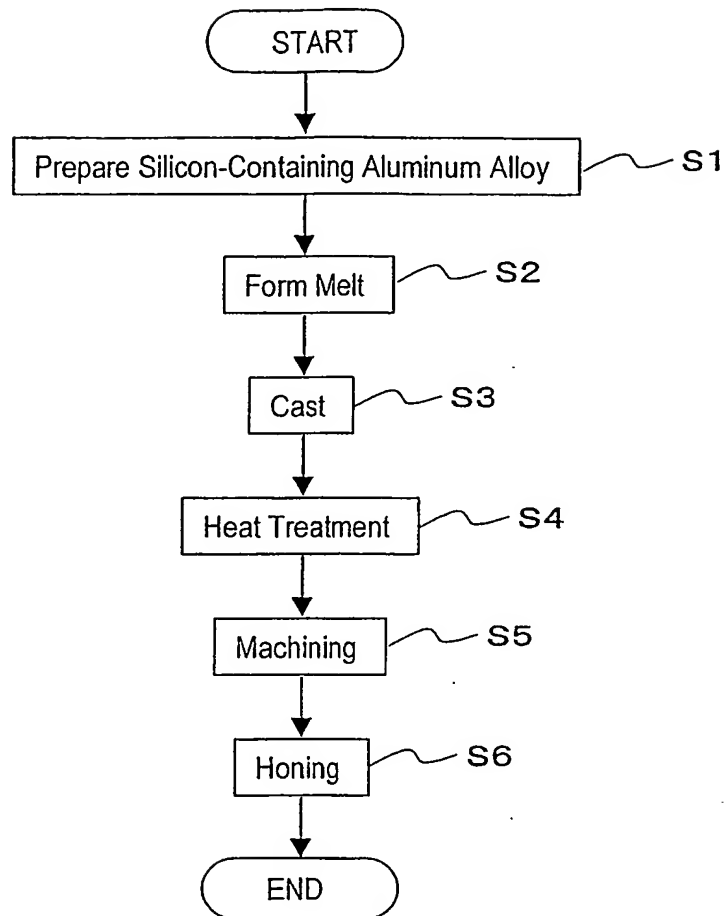 START
Prepare Silicon-Containing Aluminum Alloy
S1
Form Melt
S2
Cast
S3
Heat Treatment
S4
Machining
S5
Honing
S6
END